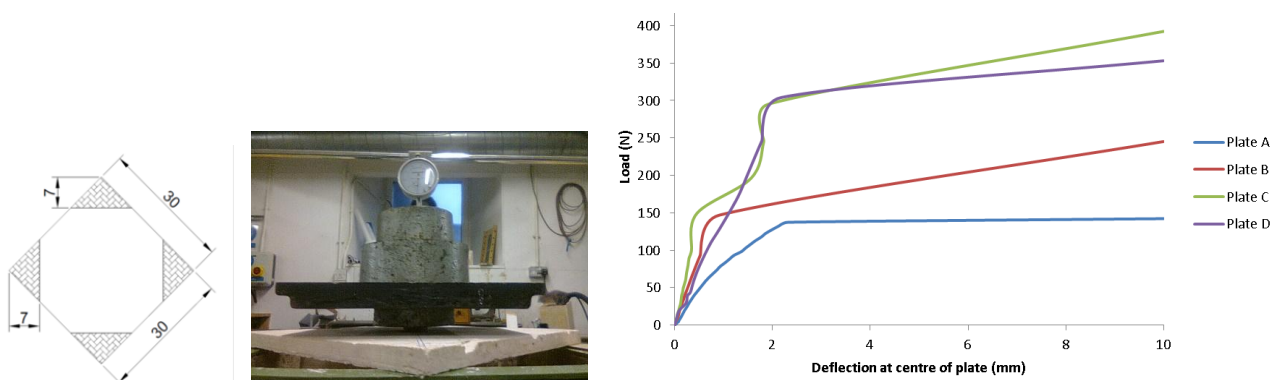 7
30
7
30
400
350
300
250
200
150
100
50
0
Load (N)
0 2 4 6 8 10
Deflection at centre of plate (mm)
Plate A
Plate B
Plate C
Plate D